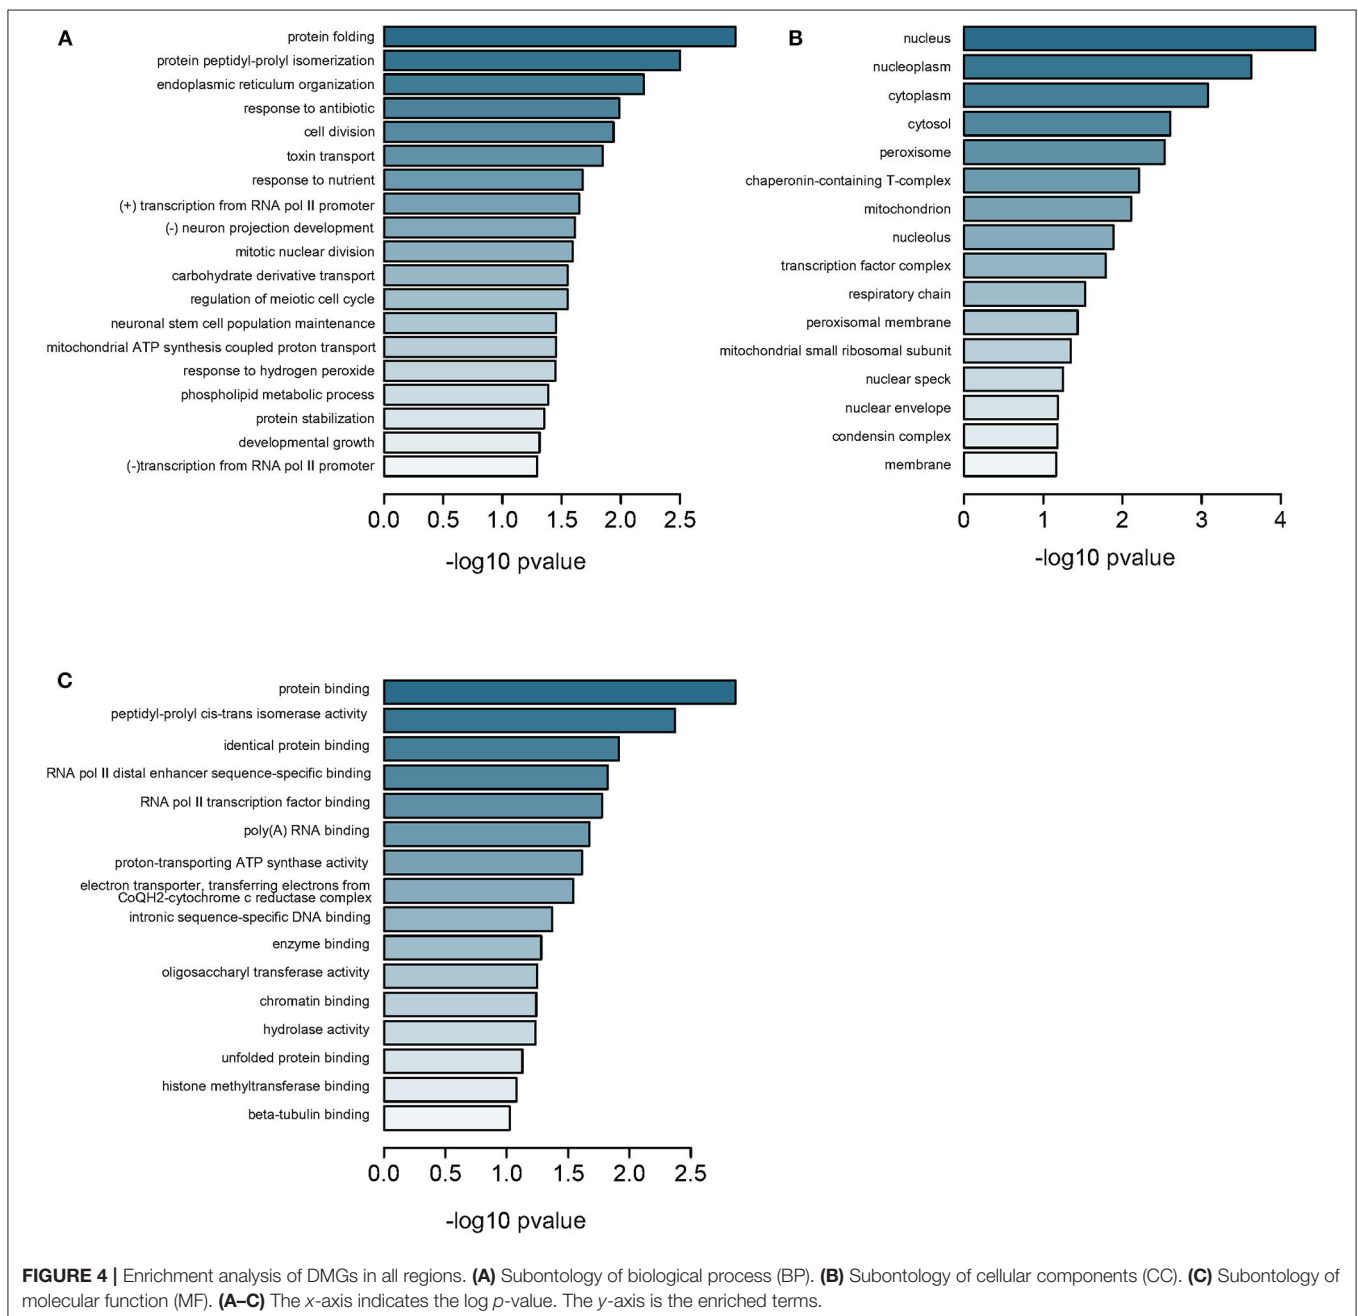 A
protein folding
protein peptidyl-prolyl isomerization
endoplasmic reticulum organization
response to antibiotic
cell division
toxin transport
response to nutrient
(+) transcription from RNA pol II promoter
(-) neuron projection development
mitotic nuclear division
carbohydrate derivative transport
regulation of meiotic cell cycle
neuronal stem cell population maintenance
mitochondrial ATP synthesis coupled proton transport
response to hydrogen peroxide
phospholipid metabolic process
protein stabilization
developmental growth
(-)transcription from RNA pol II promoter
0.0 0.5 1.0 1.5 2.0 2.5
-log10 pvalue
B
nucleus
nucleoplasm
cytoplasm
cytosol
peroxisome
chaperonin-containing T-complex
mitochondrion
nucleolus
transcription factor complex
respiratory chain
peroxisomal membrane
mitochondrial small ribosomal subunit
nuclear speck
nuclear envelope
condensin complex
membrane
0 1 2 3 4
-log10 pvalue
C
protein binding
peptidyl-prolyl cis-trans isomerase activity
identical protein binding
RNA pol II distal enhancer sequence-specific binding
RNA pol II transcription factor binding
poly(A) RNA binding
proton-transporting ATP synthase activity
electron transporter, transferring electrons from
CoQH2-cytochrome c reductase complex
intronic sequence-specific DNA binding
enzyme binding
oligosaccharyl transferase activity
chromatin binding
hydrolase activity
unfolded protein binding
histone methyltransferase binding
beta-tubulin binding
0.0 0.5 1.0 1.5 2.0 2.5
-log10 pvalue
FIGURE 4 | Enrichment analysis of DMGs in all regions. (A) Subontology of biological process (BP). (B) Subontology of cellular components (CC). (C) Subontology of
molecular function (MF). (A–C) The x-axis indicates the log p-value. The y-axis is the enriched terms.